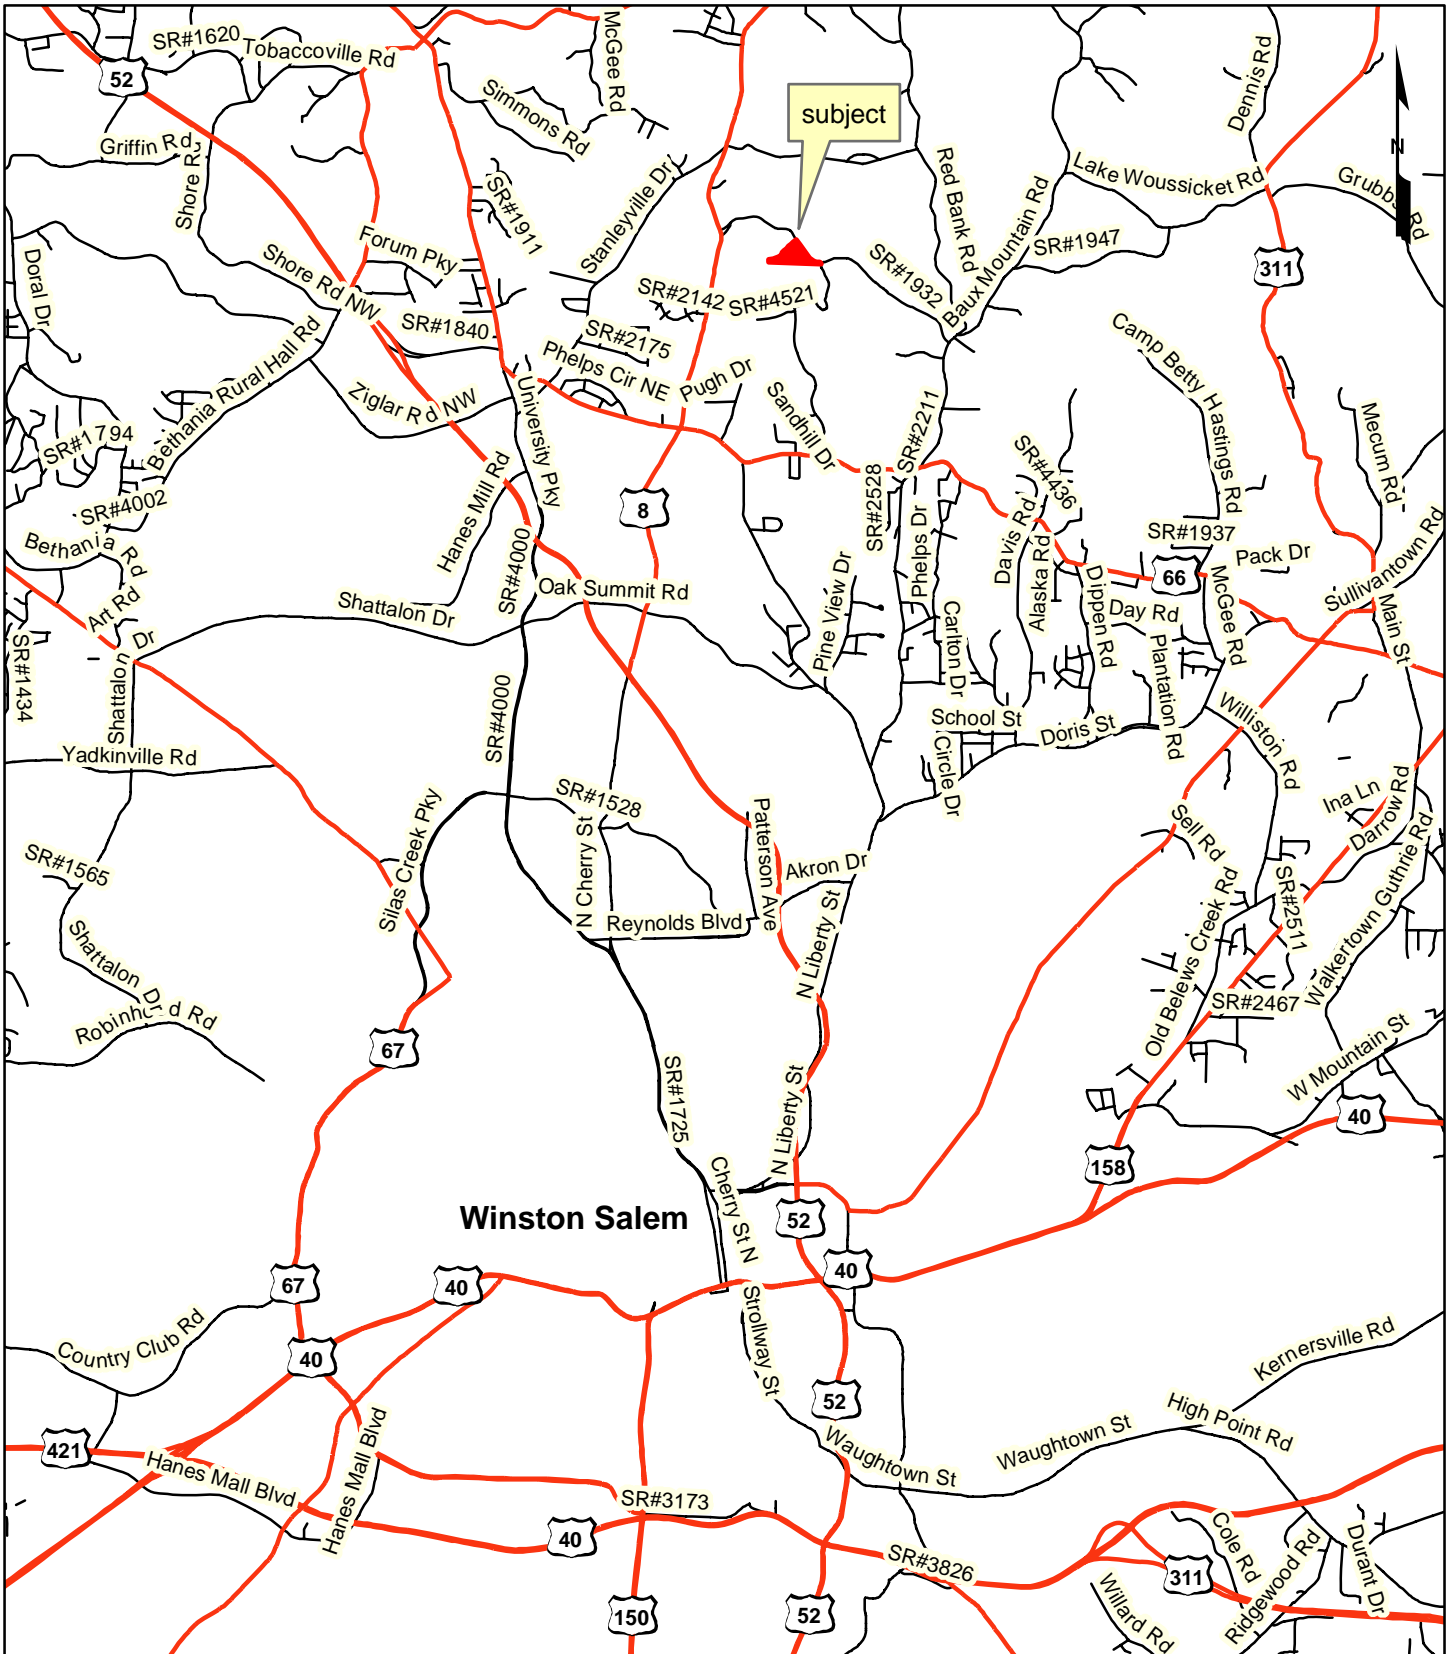 SR#1620
Tobaccoville Rd
McGee Rd
52
Simmons Rd
Dennis Rd
subject
Griffin Rd
Shore Rd
N
SR#1911
Stanleyville Dr
Red Bank Rd
Lake Woussicket Rd
Grubbs Rd
Baux Mountain Rd
Forum Pky
SR#1947
Doral Dr
Shore Rd NW
SR#1932
311
SR#2142
SR#4521
SR#1840
SR#2175
Camp Betty Hastings Rd
Bethania Rural Hall Rd
Phelps Cir NE
Pugh Dr
Ziglar Rd NW
University Pky
Sandhill Dr
SR#2211
Mecum Rd
SR#1794
Hanes Mill Rd
SR#2528
SR#4436
SR#4002
8
Phelps Dr
Davis Rd
SR#1937
Bethania Rd
SR#4000
Alaska Rd
Pack Dr
Sullivantown Rd
66
Oak Summit Rd
Pine View Dr
Dippen Rd
McGee Rd
Art Rd
Shattalon Dr
Carlton Dr
Day Rd
Main St
SR#1434
Shattalon Dr
Plantation Rd
SR#4000
School St
Doris St
Williston Rd
Yadkinville Rd
Circle Dr
SR#1528
Ina Ln
Darrow Rd
Silas Creek Pky
N Cherry St
Patterson Ave
Sell Rd
SR#1565
Akron Dr
Walkertown Guthrie Rd
SR#2511
Old Belews Creek Rd
Reynolds Blvd
N Liberty St
Shattalon Dr
SR#2467
Robinhood Rd
67
W Mountain St
SR#1725
N Liberty St
40
158
Cherry St N
Winston Salem
52
40
67
40
Strollway St
Country Club Rd
40
Kernersville Rd
52
High Point Rd
421
Hanes Mall Blvd
Hanes Mall Blvd
Waughtown St
Waughtown St
SR#3173
40
Cole Rd
Ridgewood Rd
Durant Dr
SR#3826
311
Willard Rd
150
52